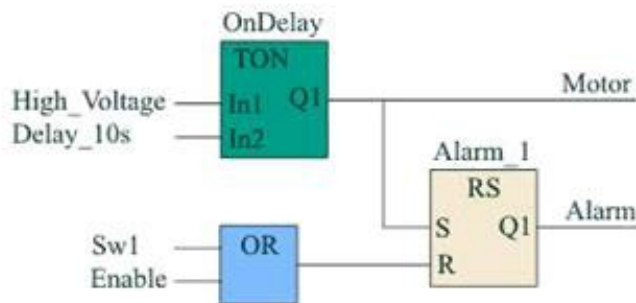 OnDelay
TON
High_Voltage
In1
Q1
Motor
Delay_10s
In2
Alarm_1
RS
Sw1
OR
S
Q1
Alarm
Enable
R